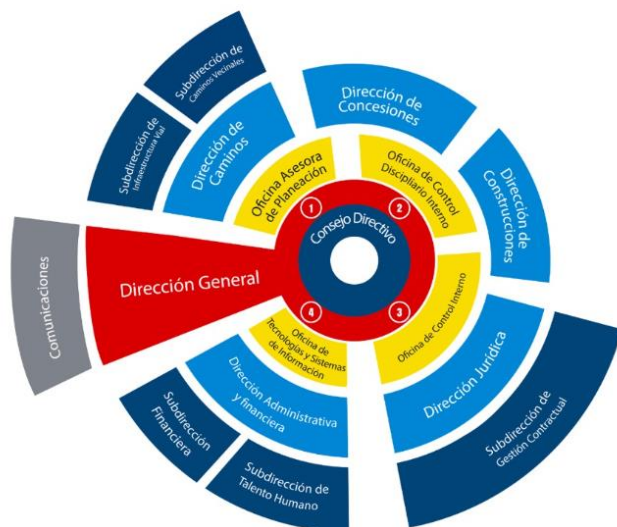 Subdirección de
Caminos Vecinales
Subdirección de
Infraestructura Vial
Dirección de
Caminos
Oficina Asesora
de Planeación
Dirección de
Concesiones
Oficina de Control
Discipliario Interno
Dirección de
Construcciones
1
2
Consejo Directivo
Comunicaciones
Dirección General
4
3
Oficina de
Tecnologías y Sistemas
de Información
Oficina de Control Interno
Dirección Administrativa
y financiera
Dirección Jurídica
Subdirección
Financiera
Subdirección de
Talento Humano
Subdirección de
Gestión Contractual